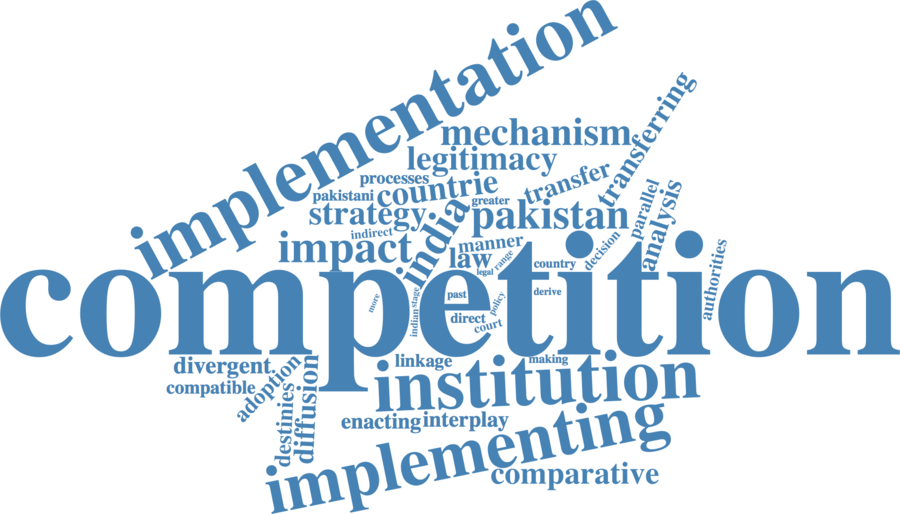 implementation
mechanism
legitimacy
transferring
processes
countrie
transfer
pakistani
greater
parallel
strategy
india
pakistan
analysis
indirect
impact
manner
decision
law
range
legal
country
authorities
competition
more
indian
stage
past
policy
derive
direct
court
divergent.
linkage
making
compatible
adoption
institution
destinies
diffusion
enacting
interplay
implementing
comparative